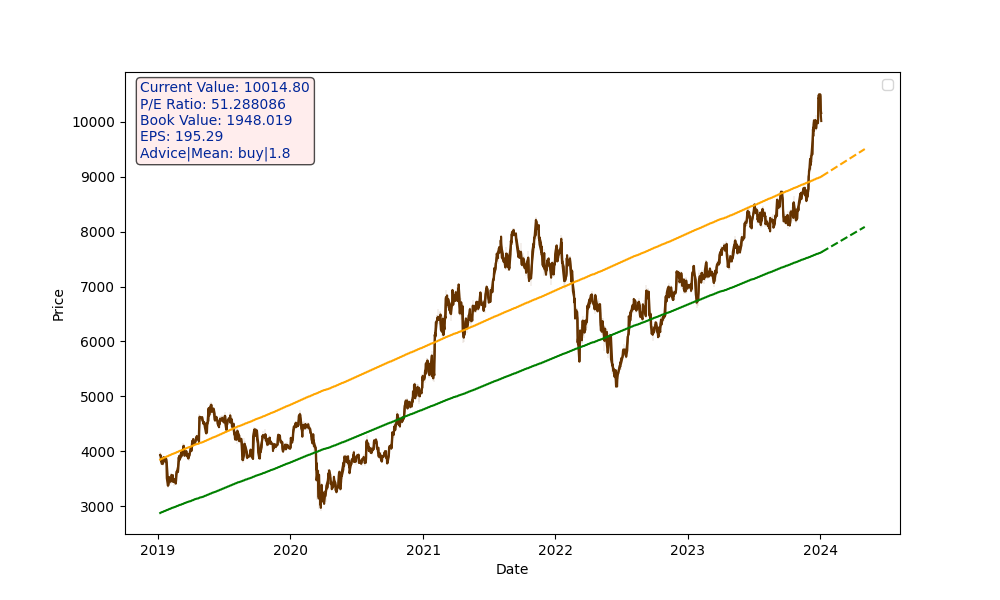 Current Value: 10014.80
P/E Ratio: 51.288086
Book Value: 1948.019
EPS: 195.29
Advice|Mean: buy|1.8
10000
9000
8000
7000
6000
5000
4000
3000
Price
2019 2020 2021 2022 2023 2024
Date